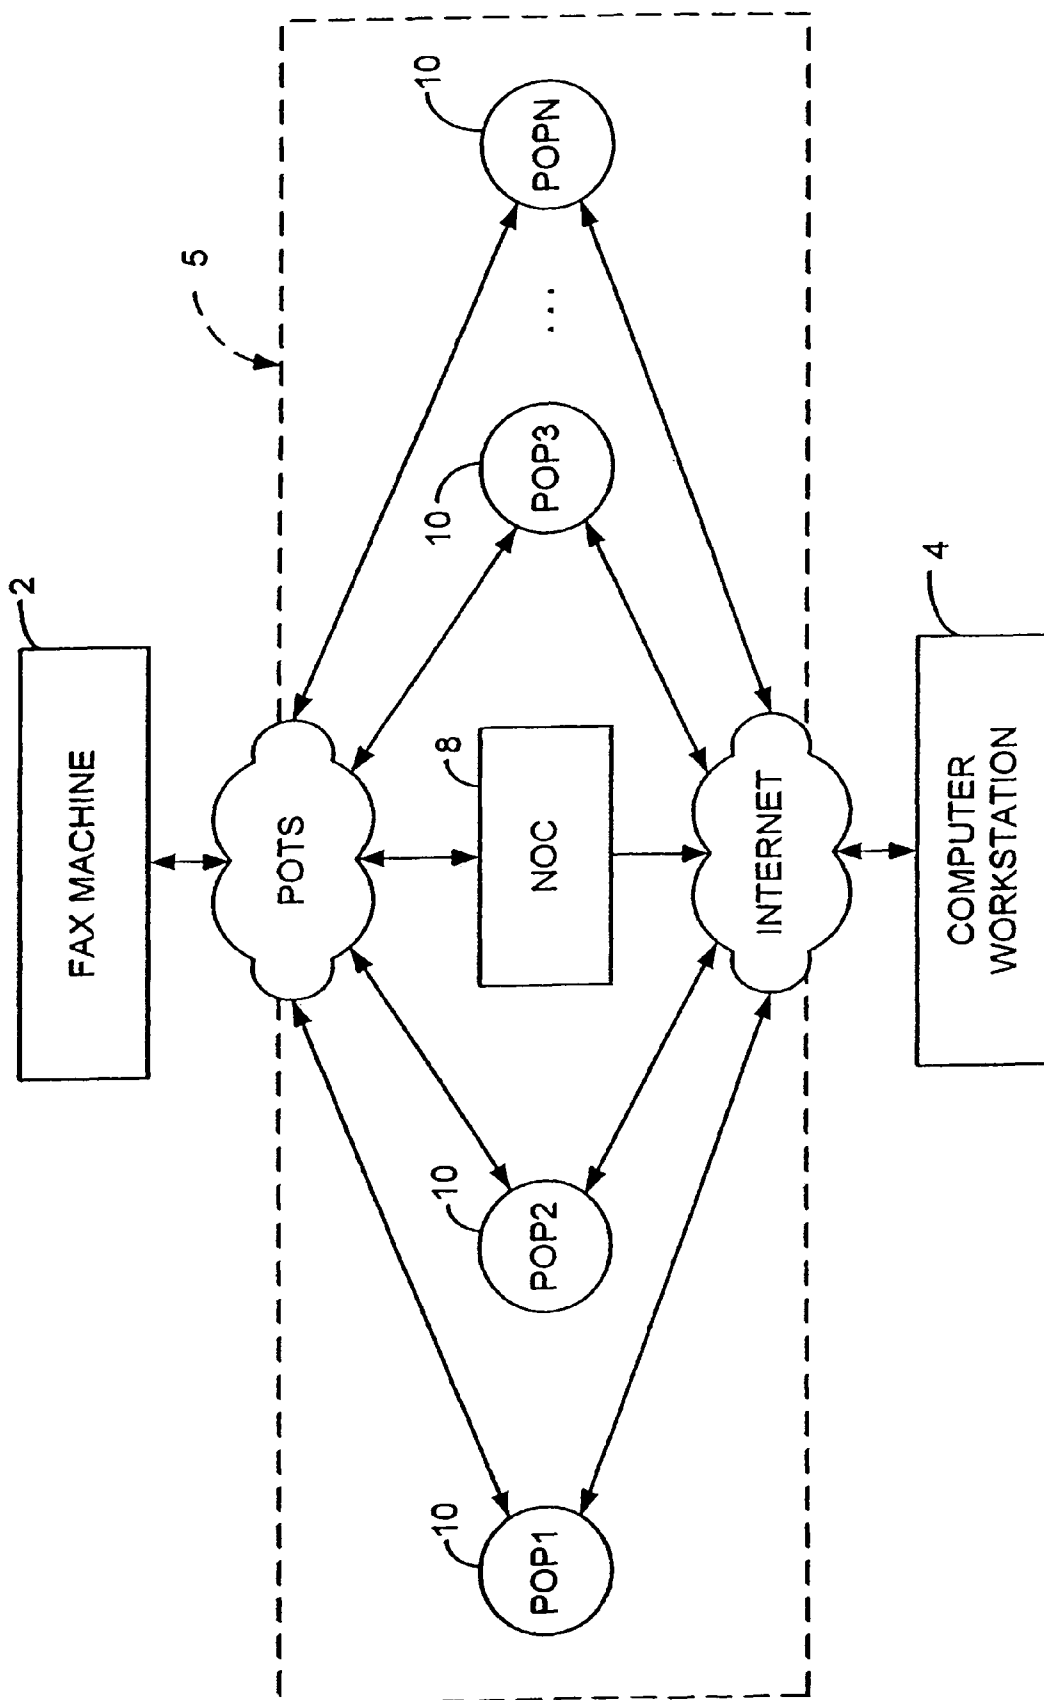 2
FAX MACHINE
5
POTS
10
10
8
10
10
POP1
POP2
NOC
POP3
...
POPN
INTERNET
4
COMPUTER
WORKSTATION